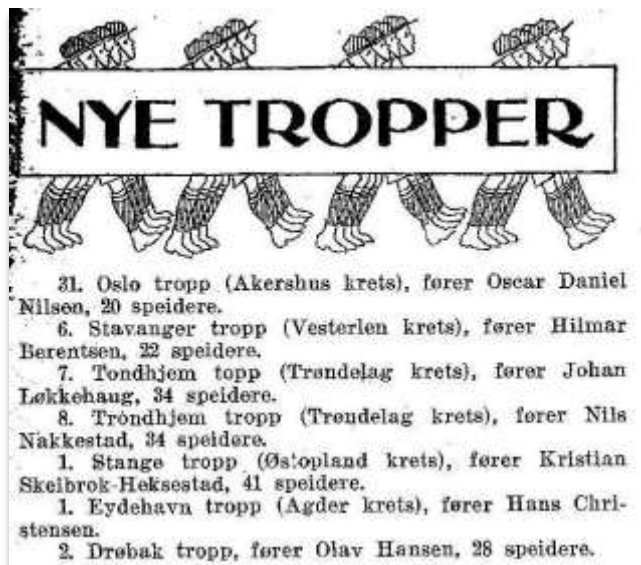 NYE TROPPER
31. Oslo tropp (Akershus krets), fører Oscar Daniel
Nilsen, 20 speidere.
6. Stavanger tropp (Vesterlen krets), fører Hilmar
Berentsen, 22 speidere.
7. Tondhjem topp (Trøndelag krets), fører Johan
Løkkehaug, 34 speidere.
8. Trondhjem tropp (Trøndelag krets), fører Nils
Nakkestad, 34 speidere.
1. Stange tropp (Østopland krets), fører Kristian
Skeibrok-Heksestad, 41 speidere.
1. Eydehavn tropp (Agder krets), fører Hans Chri-
stensen.
2. Drøbak tropp, fører Olav Hansen, 28 speidere.